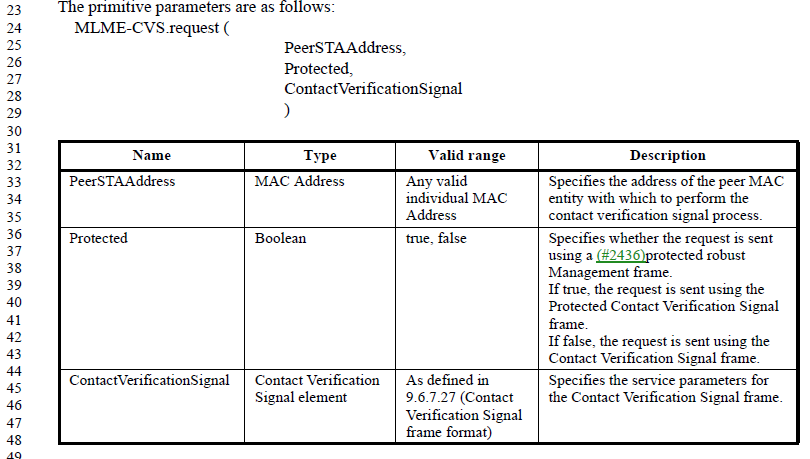 23 The primitive parameters are as follows:
24 MLME-CVS.request (
25 PeerSTAAddress,
26 Protected,
27
28 ContactVerificationSignal
29 )
30
31 Name Type Valid range Description
32
33 PeerSTAAddress MAC Address Any valid Specifies the address of the peer MAC
34 individual MAC entity with which to perform the
35 Address contact verification signal process.
36 Protected Boolean true, false Specifies whether the request is sent
37 using a (#2436)protected robust
38 Management frame.
39 If true, the request is sent using the
40 Protected Contact Verification Signal
41 frame.
42 If false, the request is sent using the
43 Contact Verification Signal frame.
44 ContactVerificationSignal Contact Verification As defined in Specifies the service parameters for
45 Signal element 9.6.7.27 (Contact the Contact Verification Signal frame.
46 Verification Signal
47 frame format)
48
49